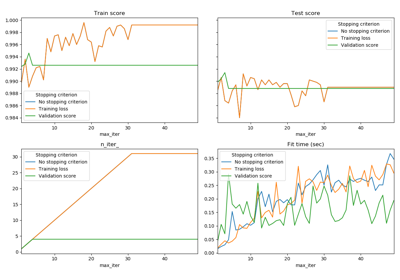 Train score
1.000
0.998
0.996
0.994
0.992
0.990
0.988
0.986
0.984
Stopping criterion
No stopping criterion
Training loss
Validation score
10 20 30 40
max_iter
Test score
Stopping criterion
No stopping criterion
Training loss
Validation score
10 20 30 40
max_iter
n_iter_
30
25
20
15
10
5
0
Stopping criterion
No stopping criterion
Training loss
Validation score
10 20 30 40
max_iter
Fit time (sec)
0.35
0.30
0.25
0.20
0.15
0.10
0.05
0.00
Stopping criterion
No stopping criterion
Training loss
Validation score
10 20 30 40
max_iter